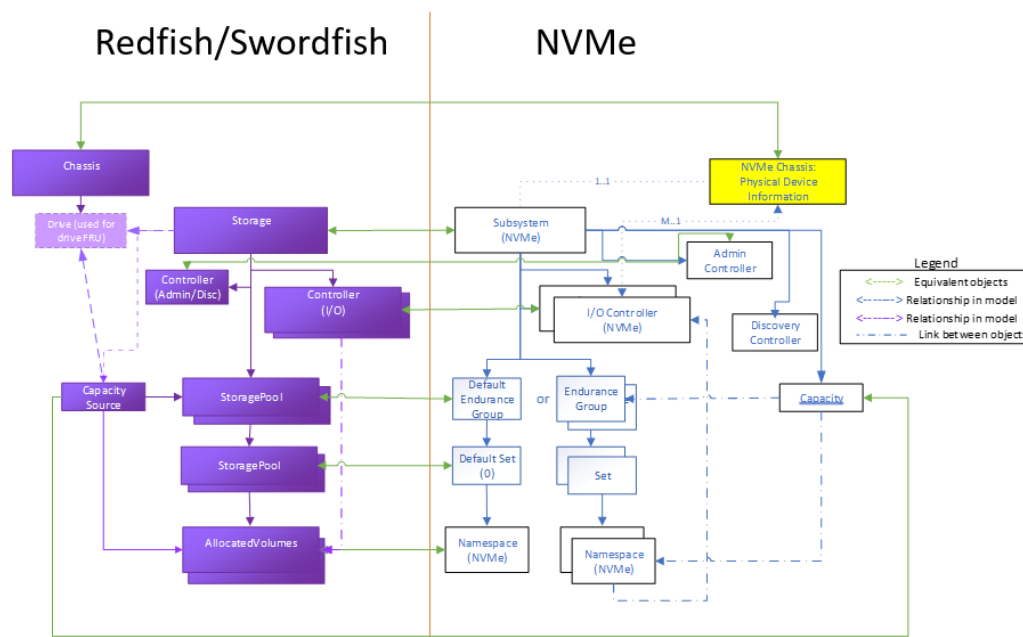 Redfish/Swordfish
NVMe
Chassis
NVMe Chassis:
Physical Device
Information
1..1
Drive (used for
drive FRU)
Storage
Subsystem
(NVMe)
M..1
Admin
Controller
Controller
(Admin/Disc)
Controller
(I/O)
I/O Controller
(NVMe)
Discovery
Controller
Legend
Equivalent objects
Relationship in model
Relationship in model
Link between objects
Capacity
Source
StoragePool
Default
Endurance
Group
or
Endurance
Group
Capacity
StoragePool
Default Set
(0)
Set
AllocatedVolumes
Namespace
(NVMe)
Namespace
(NVMe)